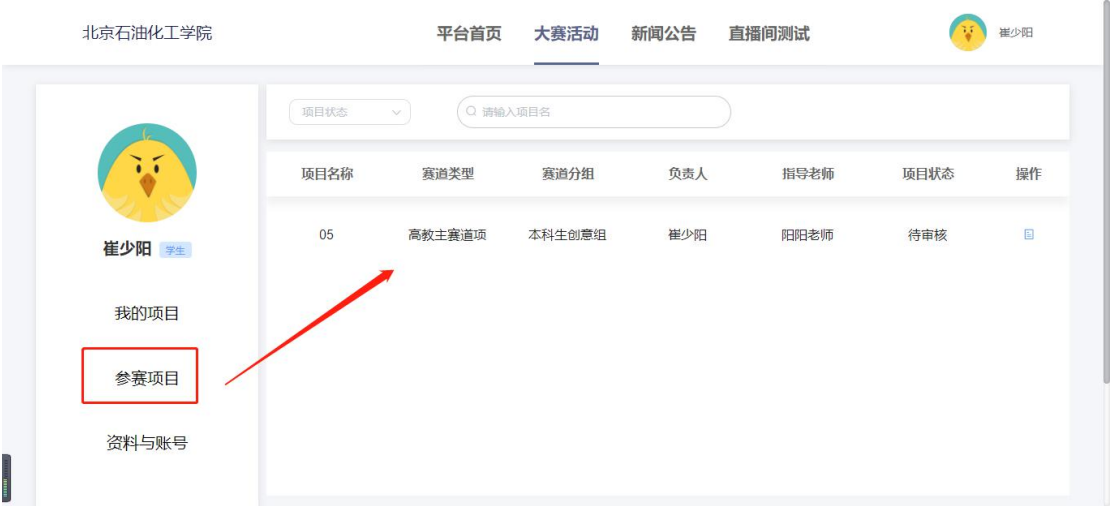 北京石油化工学院 平台首页 大赛活动 新闻公告 直播间测试 崔少阳
项目状态 请输入项目名
项目名称 赛道类型 赛道分组 负责人 指导老师 项目状态 操作
05 高教主赛道项 本科生创意组 崔少阳 阳阳老师 待审核
崔少阳 学生
我的项目
参赛项目
资料与账号